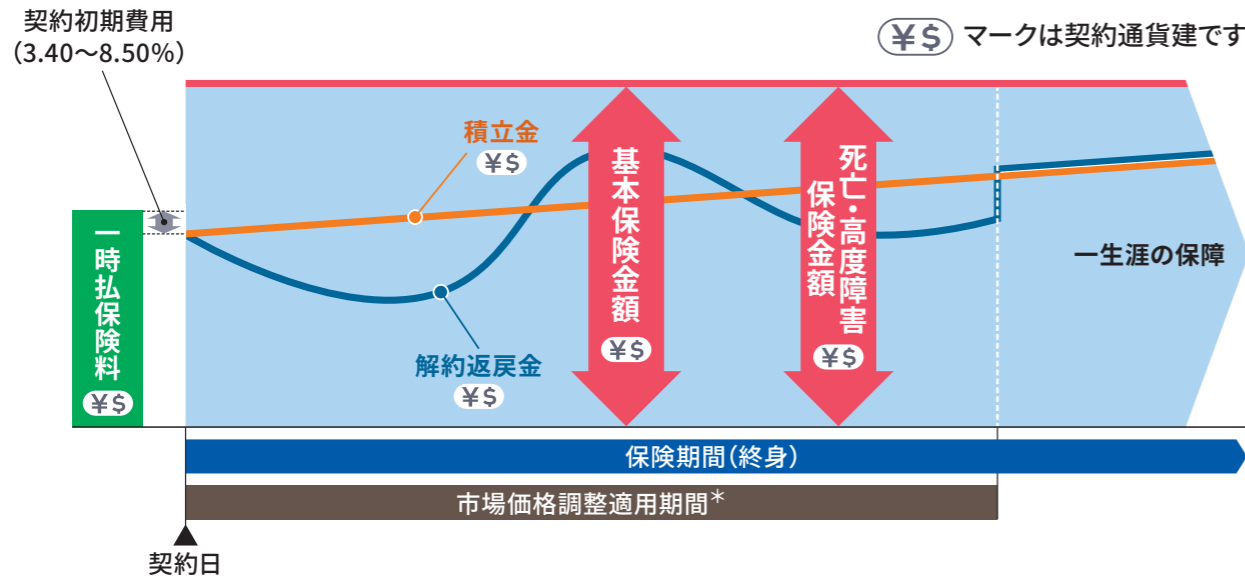 契約初期費用
(3.40〜8.50%)
¥$ マークは契約通貨建です
積立金
¥$
基本保険金額
¥$
死亡・高度障害
保険金額
¥$
一時払保険料
¥$
解約返戻金
¥$
一生涯の保障
保険期間(終身)
市場価格調整適用期間*
契約日